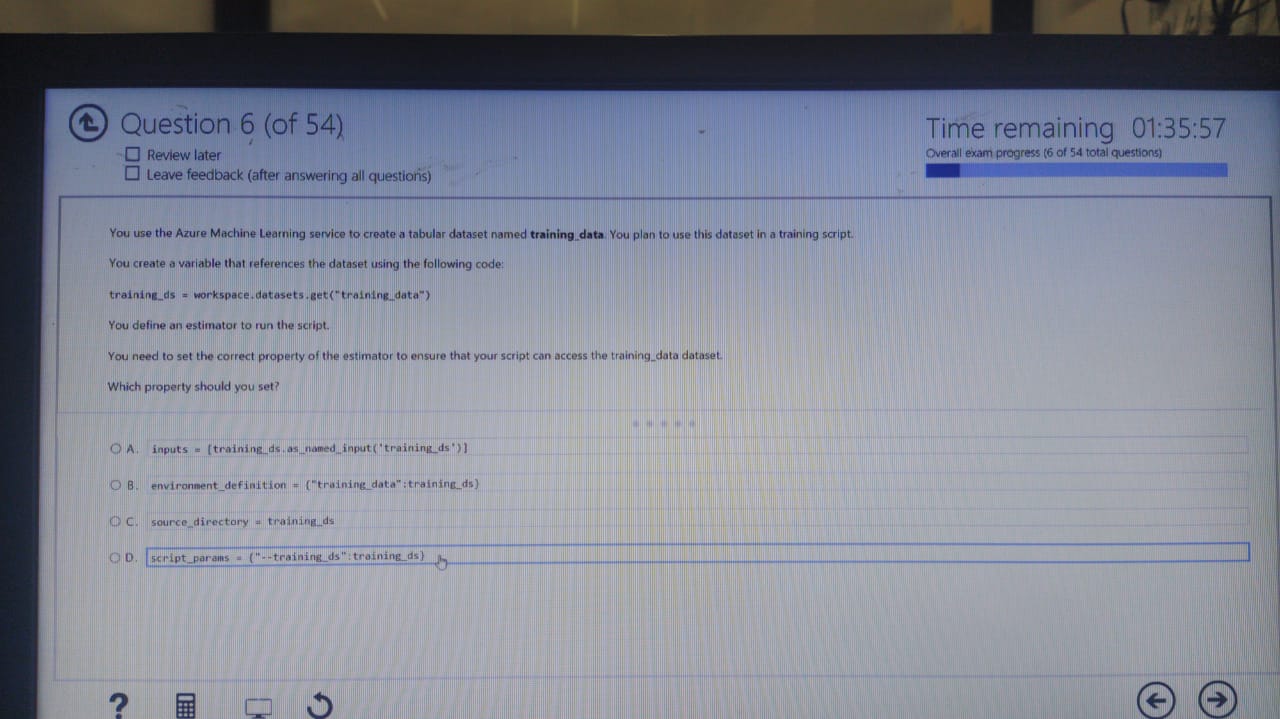 Question 6 (of 54)
Time remaining 01:35:57
Review later
Overall exam progress (6 of 54 total questions)
Leave feedback (after answering all questions)
You use the Azure Machine Learning service to create a tabular dataset named training_data. You plan to use this dataset in a training script.
You create a variable that references the dataset using the following code:
training_ds = workspace.datasets.get("training_data")
You define an estimator to run the script.
You need to set the correct property of the estimator to ensure that your script can access the training_data dataset.
Which property should you set?
A. inputs = [training_ds.as_named_input('training_ds')]
B. environment_definition = {"training_data":training_ds}
C. source_directory = training_ds
D. script_params = {"--training_ds":training_ds}
?